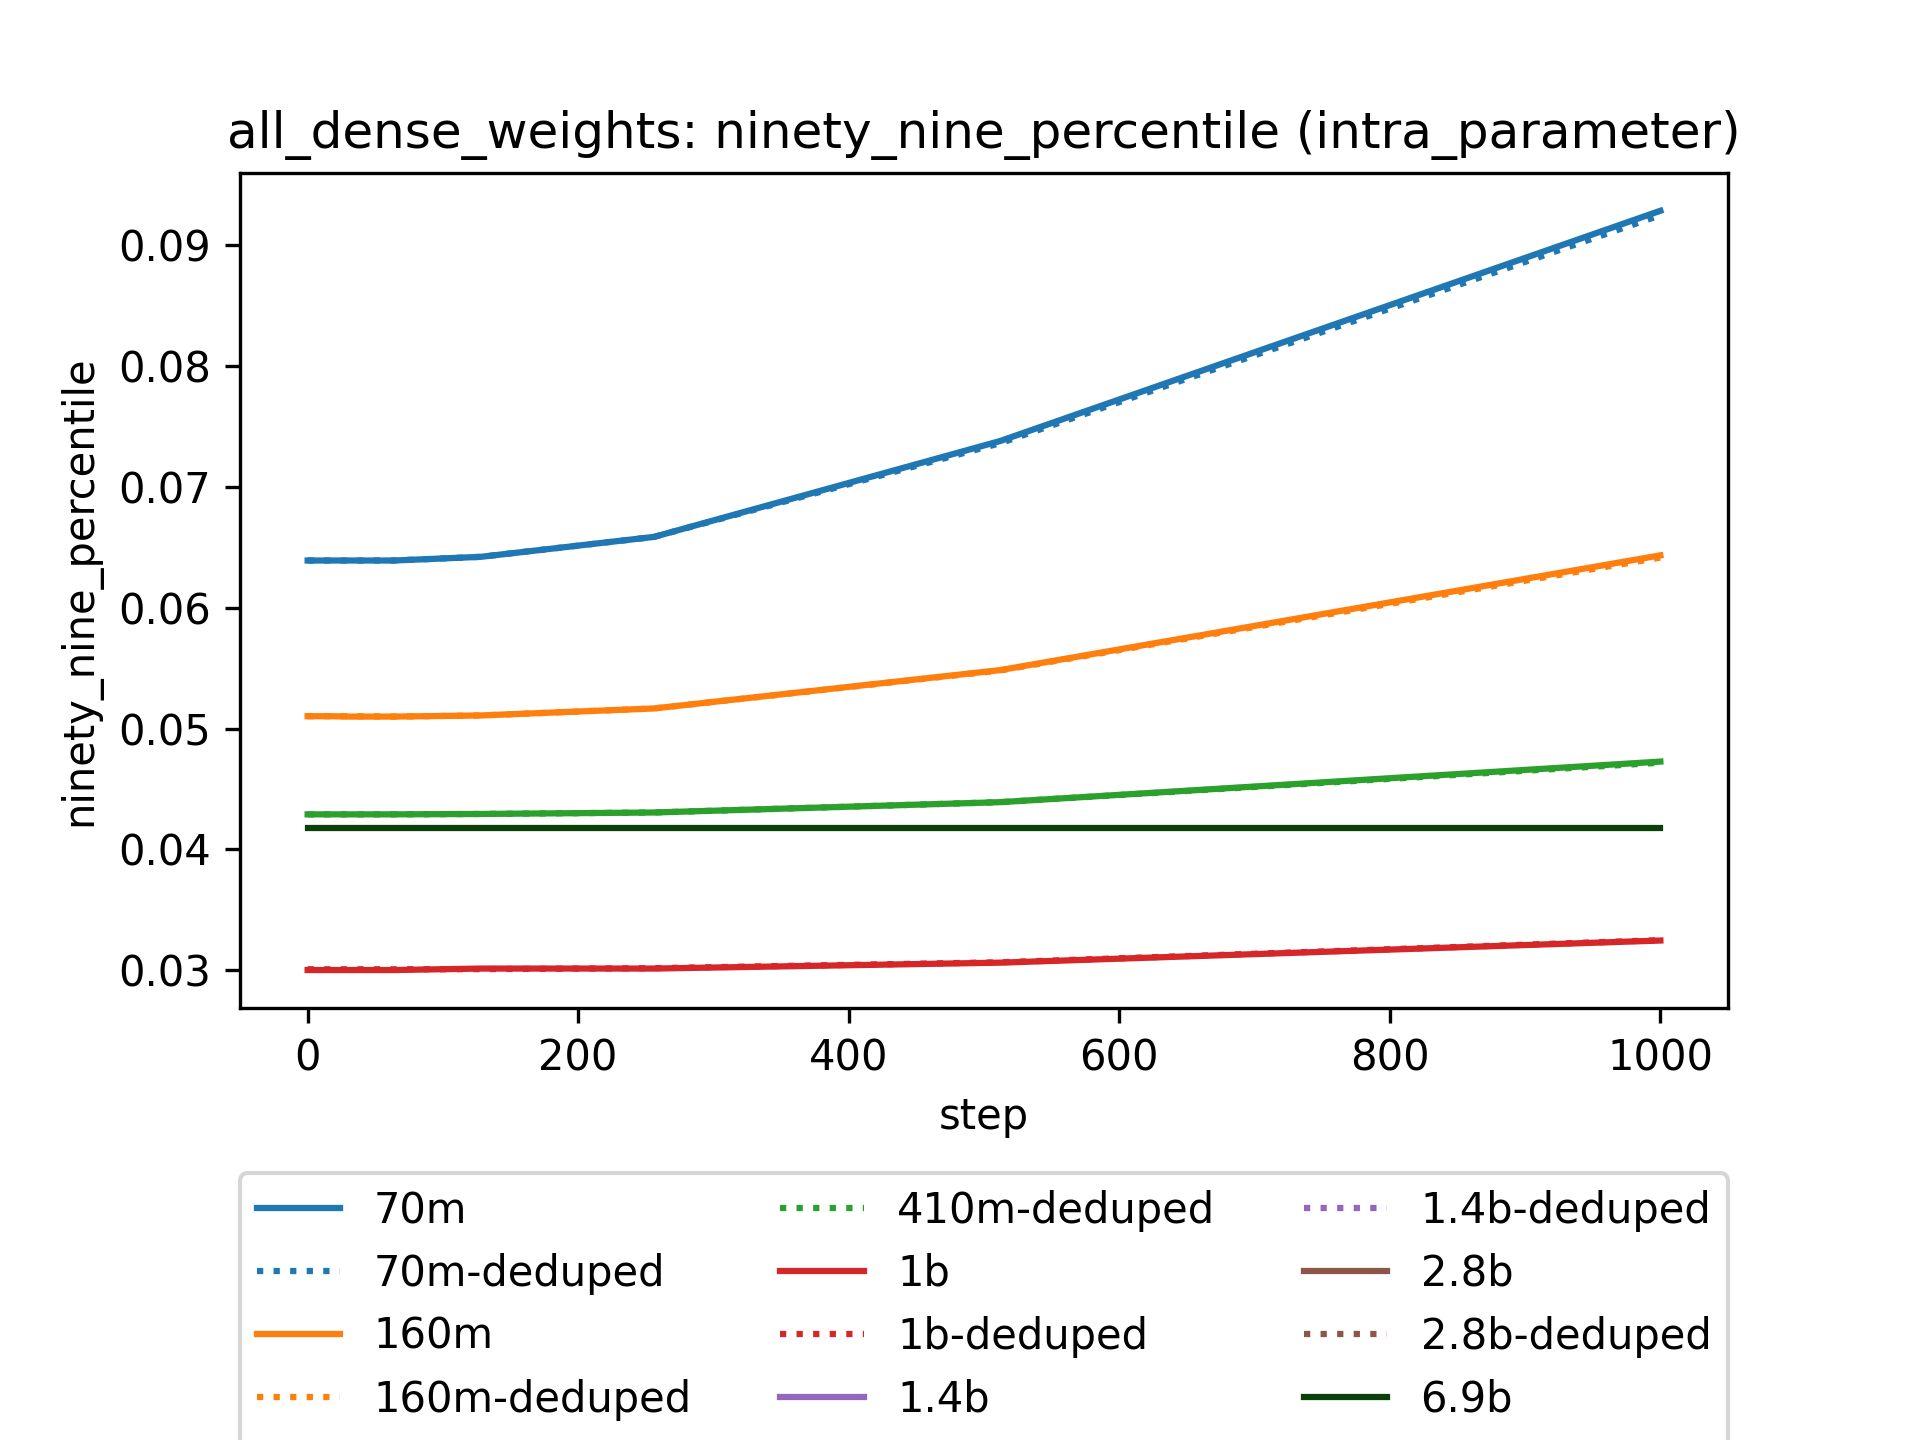 all_dense_weights: ninety_nine_percentile (intra_parameter)
ninety_nine_percentile
0.09
0.08
0.07
0.06
0.05
0.04
0.03
0 200 400 600 800 1000
step
70m
70m-deduped
160m
160m-deduped
410m-deduped
1b
1b-deduped
1.4b
1.4b-deduped
2.8b
2.8b-deduped
6.9b